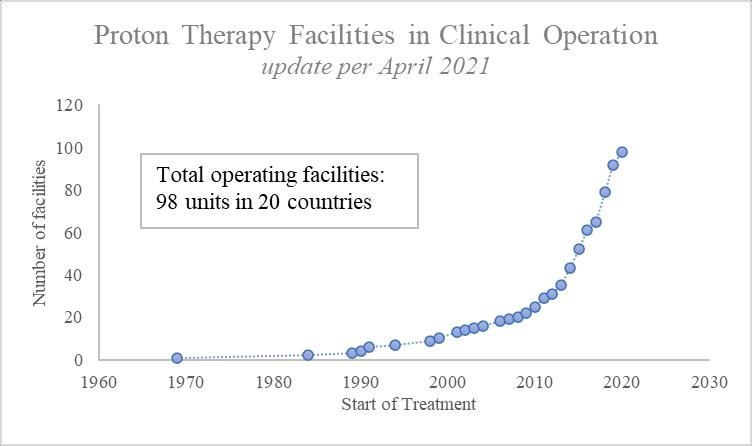 Proton Therapy Facilities in Clinical Operation
update per April 2021
120
100
80
60
40
20
0
Number of facilities
Total operating facilities:
98 units in 20 countries
1960 1970 1980 1990 2000 2010 2020 2030
Start of Treatment